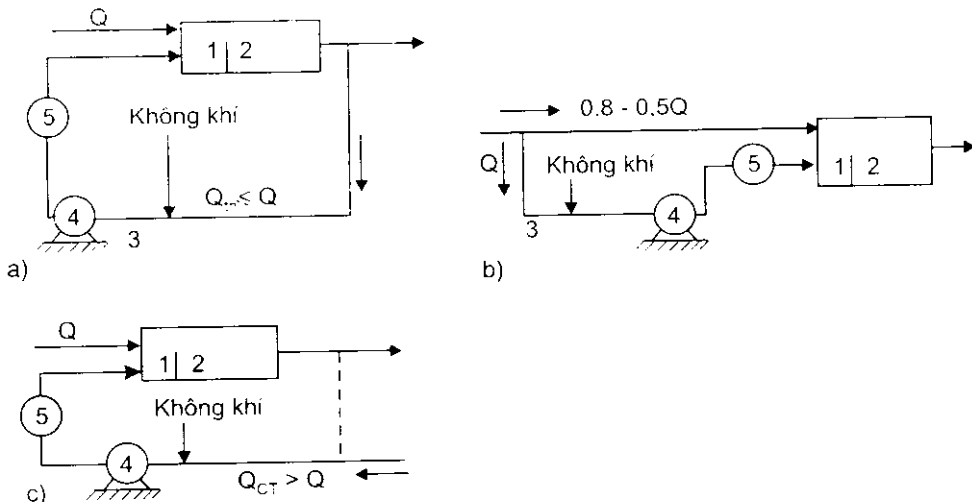 Q
1 2
5
Không khí
Q ≤ Q
4
3
a)
0.8 - 0,5Q
Q
Không khí
5
1 2
4
3
b)
Q
1 2
5
Không khí
4
Q_CT > Q
c)